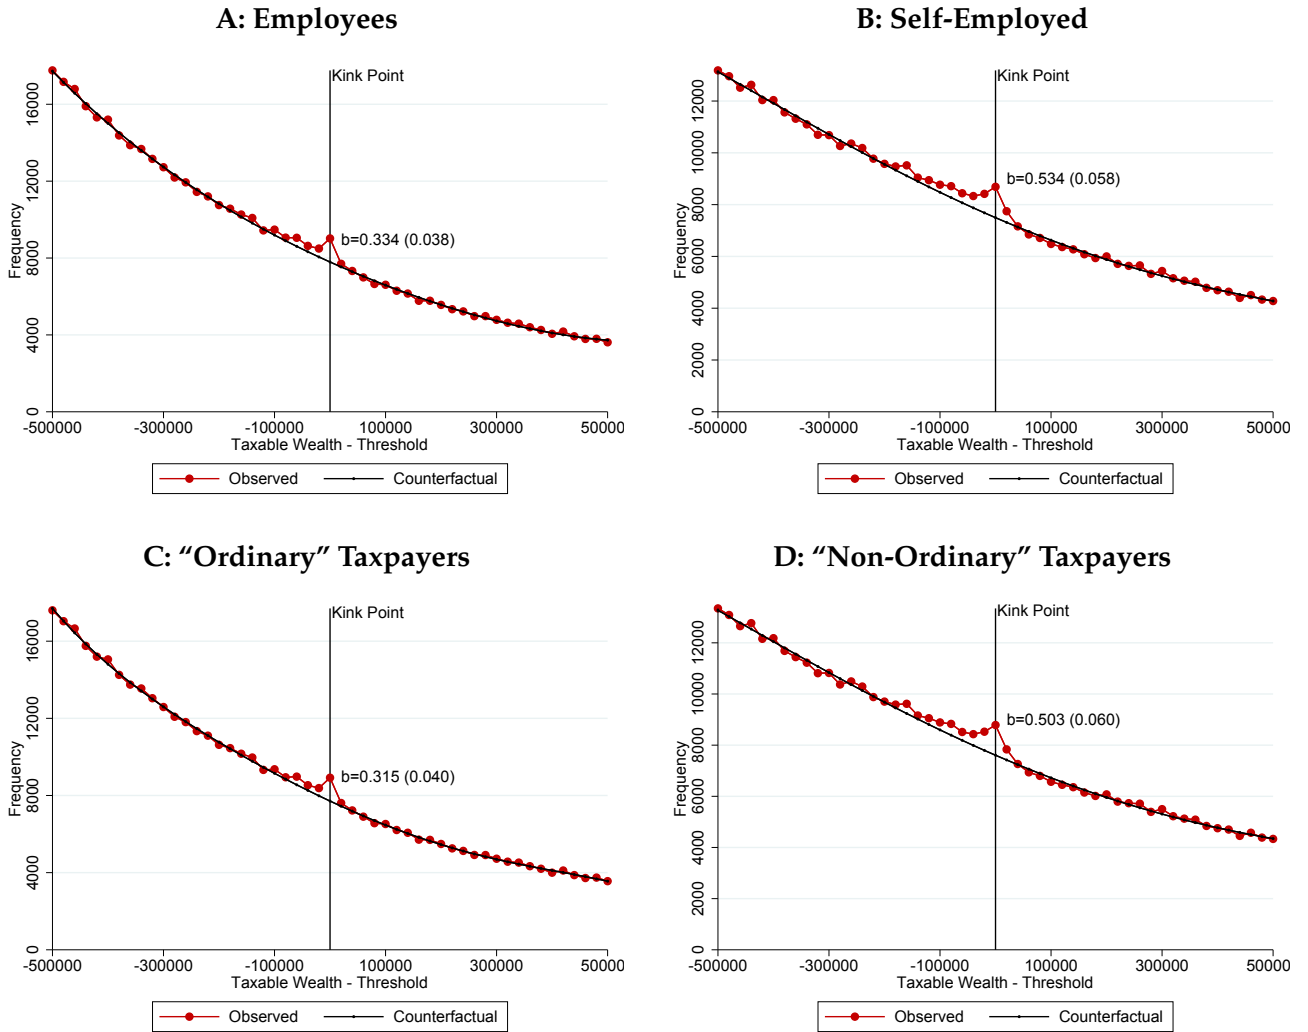 A: Employees
Kink Point
b=0.334 (0.038)
Frequency
0 4000 8000 12000 16000
-500000 -300000 -100000 100000 300000 50000
Taxable Wealth - Threshold
Observed Counterfactual
B: Self-Employed
Kink Point
b=0.534 (0.058)
Frequency
0 2000 4000 6000 8000 10000 12000
-500000 -300000 -100000 100000 300000 50000
Taxable Wealth - Threshold
Observed Counterfactual
C: “Ordinary” Taxpayers
Kink Point
b=0.315 (0.040)
Frequency
0 4000 8000 12000 16000
-500000 -300000 -100000 100000 300000 50000
Taxable Wealth - Threshold
Observed Counterfactual
D: “Non-Ordinary” Taxpayers
Kink Point
b=0.503 (0.060)
Frequency
0 2000 4000 6000 8000 10000 12000
-500000 -300000 -100000 100000 300000 50000
Taxable Wealth - Threshold
Observed Counterfactual